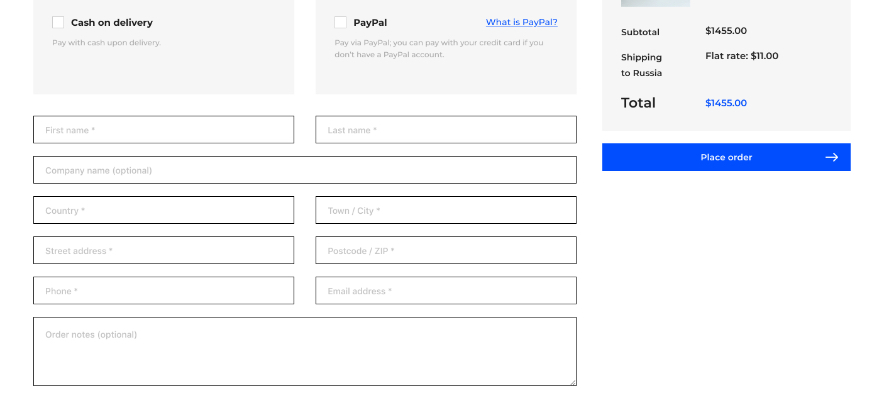 Cash on delivery
Pay with cash upon delivery.
PayPal
What is PayPal?
Pay via PayPal; you can pay with your credit card if you
don't have a PayPal account.
First name *
Last name *
Company name (optional)
Country *
Town / City *
Street address *
Postcode / ZIP *
Phone *
Email address *
Order notes (optional)
Subtotal
$1455.00
Shipping
to Russia
Flat rate: $11.00
Total
$1455.00
Place order